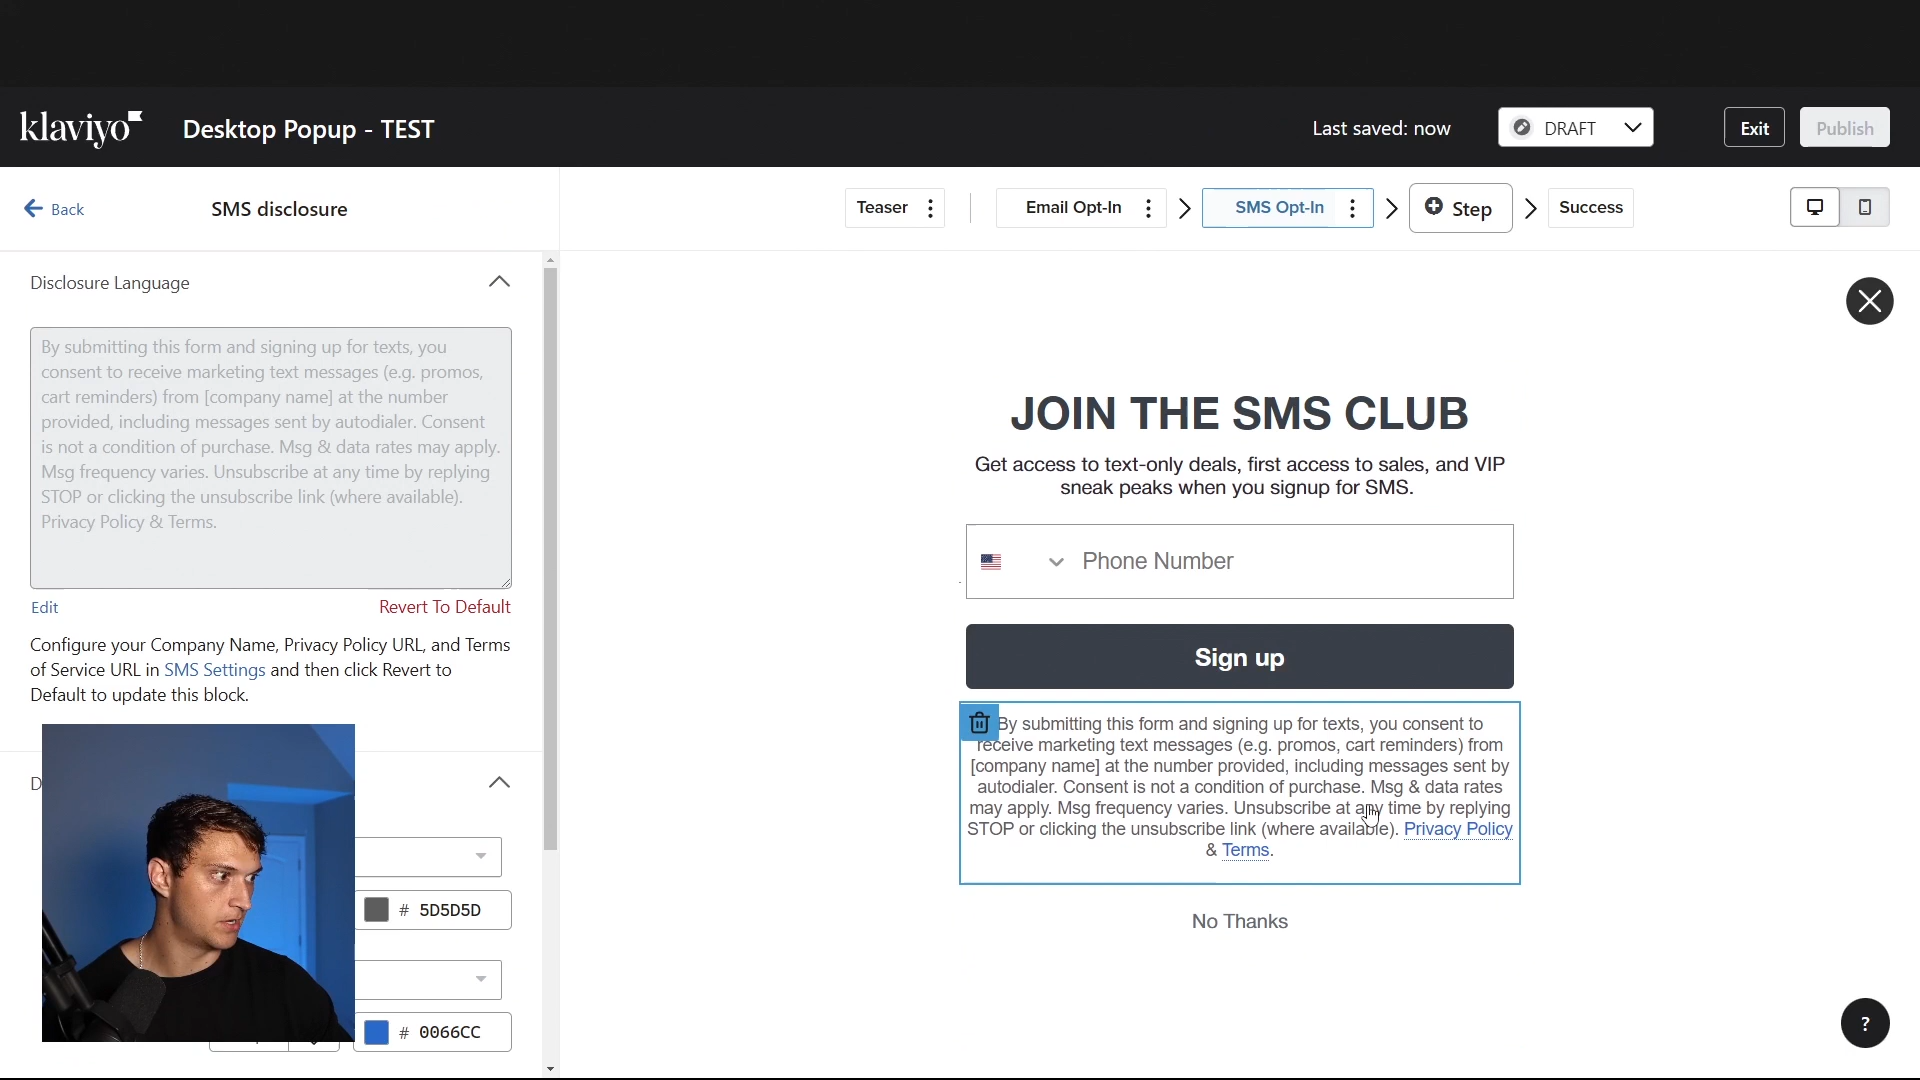 klaviyo
Desktop Popup - TEST
Last saved: now
DRAFT
Exit
Publish
Back
SMS disclosure
Teaser
Email Opt-In
SMS Opt-In
Step
Success
Disclosure Language
By submitting this form and signing up for texts, you
consent to receive marketing text messages (e.g. promos,
cart reminders) from [company name] at the number
provided, including messages sent by autodialer. Consent
is not a condition of purchase. Msg & data rates may apply.
Msg frequency varies. Unsubscribe at any time by replying
STOP or clicking the unsubscribe link (where available).
Privacy Policy & Terms.
Edit
Revert To Default
Configure your Company Name, Privacy Policy URL, and Terms
of Service URL in SMS Settings and then click Revert to
Default to update this block.
D
# 5D5D5D
# 0066CC
JOIN THE SMS CLUB
Get access to text-only deals, first access to sales, and VIP
sneak peaks when you signup for SMS.
Phone Number
Sign up
By submitting this form and signing up for texts, you consent to
receive marketing text messages (e.g. promos, cart reminders) from
[company name] at the number provided, including messages sent by
autodialer. Consent is not a condition of purchase. Msg & data rates
may apply. Msg frequency varies. Unsubscribe at any time by replying
STOP or clicking the unsubscribe link (where available). Privacy Policy
& Terms.
No Thanks
?